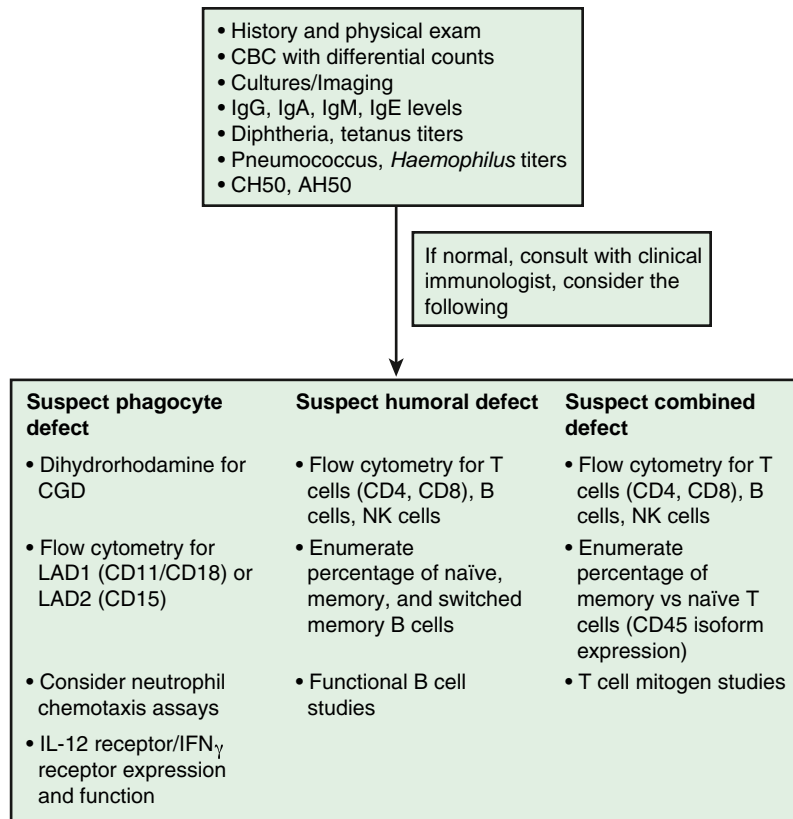 • History and physical exam
• CBC with differential counts
• Cultures/Imaging
• IgG, IgA, IgM, IgE levels
• Diphtheria, tetanus titers
• Pneumococcus, Haemophilus titers
• CH50, AH50
If normal, consult with clinical
immunologist, consider the
following
Suspect phagocyte
defect
• Dihydrorhodamine for
CGD
• Flow cytometry for
LAD1 (CD11/CD18) or
LAD2 (CD15)
• Consider neutrophil
chemotaxis assays
• IL-12 receptor/IFNγ
receptor expression
and function
Suspect humoral defect
• Flow cytometry for T
cells (CD4, CD8), B
cells, NK cells
• Enumerate
percentage of naïve,
memory, and switched
memory B cells
• Functional B cell
studies
Suspect combined
defect
• Flow cytometry for T
cells (CD4, CD8), B
cells, NK cells
• Enumerate
percentage of
memory vs naïve T
cells (CD45 isoform
expression)
• T cell mitogen studies